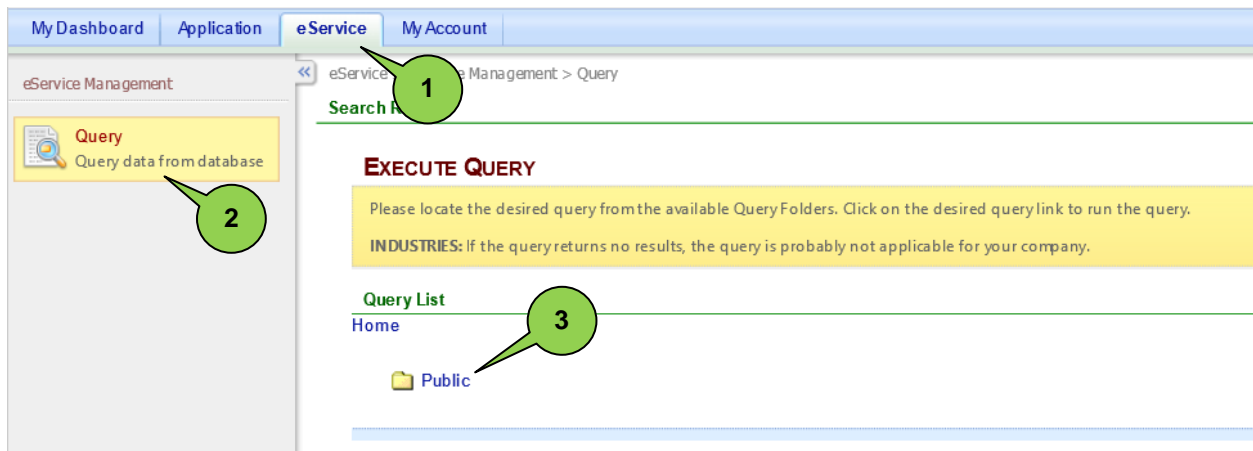 My Dashboard Application eService My Account
eService Management
eService Management > Query
1
Search
Query
Query data from database
2
EXECUTE QUERY
Please locate the desired query from the available Query Folders. Click on the desired query link to run the query.
INDUSTRIES: If the query returns no results, the query is probably not applicable for your company.
Query List
Home
3
Public